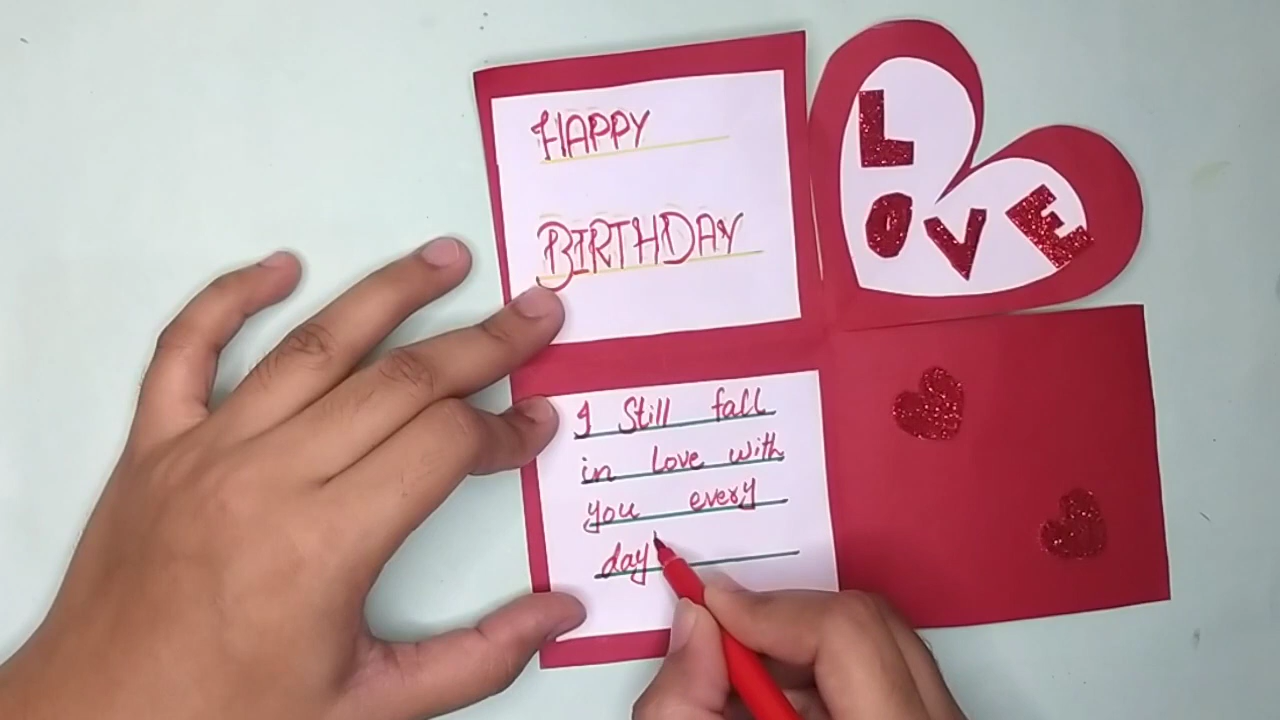 HAPPY
BIRTHDAY
LOVE
I Still fall
in love with
you every
day